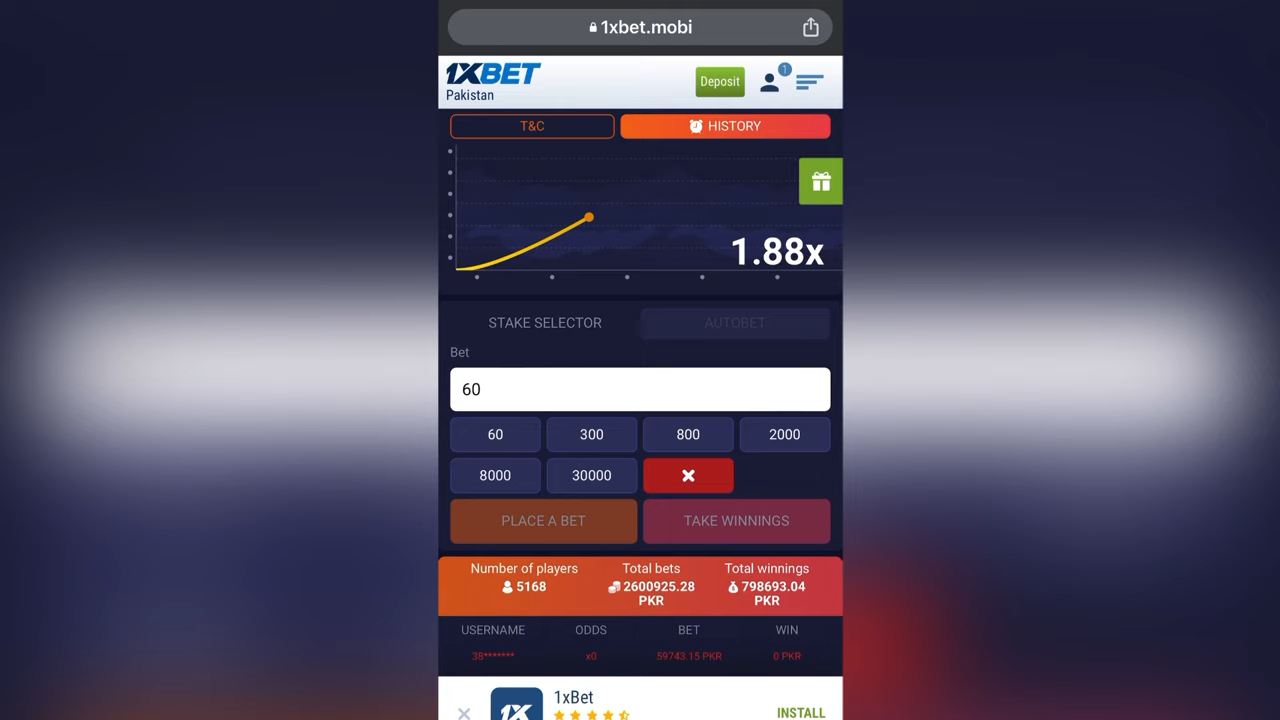 1xbet.mobi
1XBET
Pakistan
Deposit
1
T&C
HISTORY
1.88x
STAKE SELECTOR
AUTOBET
Bet
60
60
300
800
2000
8000
30000
PLACE A BET
TAKE WINNINGS
Number of players
5168
Total bets
2600925.28
PKR
Total winnings
798693.04
PKR
USERNAME
ODDS
BET
WIN
38*******
x0
59743.15 PKR
0 PKR
1X
1xBet
INSTALL